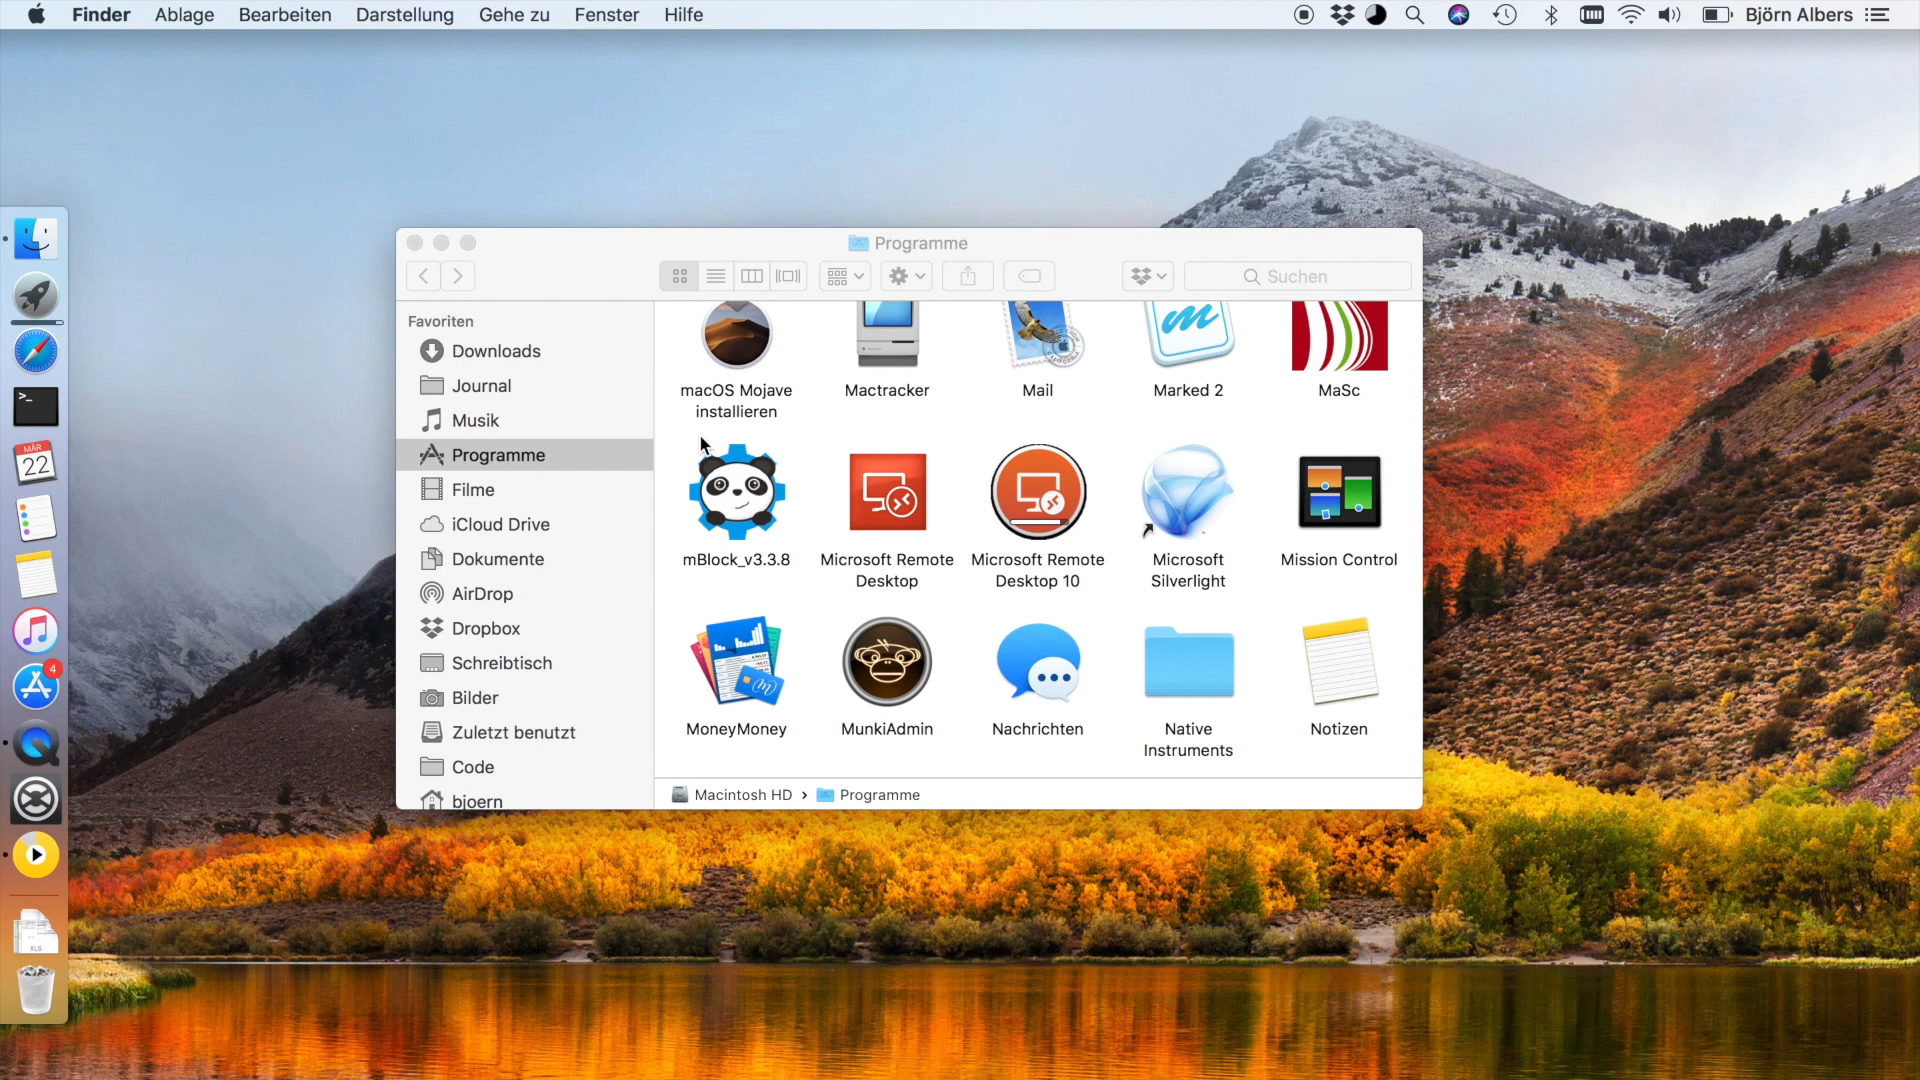 Finder Ablage Bearbeiten Darstellung Gehe zu Fenster Hilfe Björn Albers
Programme
Suchen
Favoriten
Downloads
Journal
Musik
Programme
Filme
iCloud Drive
Dokumente
AirDrop
Dropbox
Schreibtisch
Bilder
Zuletzt benutzt
Code
bjoern
macOS Mojave
installieren
Mactracker
Mail
Marked 2
MaSc
mBlock_v3.3.8
Microsoft Remote
Desktop
Microsoft Remote
Desktop 10
Microsoft
Silverlight
Mission Control
MoneyMoney
MunkiAdmin
Nachrichten
Native
Instruments
Notizen
Macintosh HD › Programme
>_
MÄR
22
4
XLS